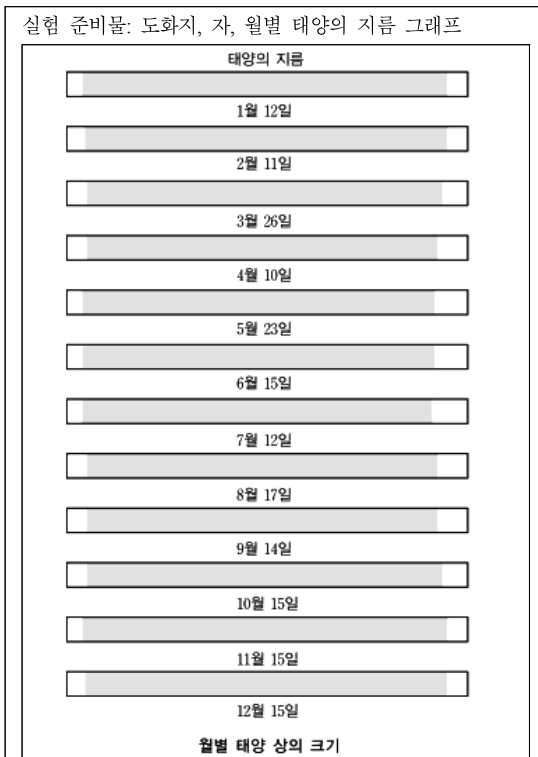 실험 준비물: 도화지, 자, 월별 태양의 지름 그래프
태양의 지름
1월 12일
2월 11일
3월 26일
4월 10일
5월 23일
6월 15일
7월 12일
8월 17일
9월 14일
10월 15일
11월 15일
12월 15일
월별 태양 상의 크기